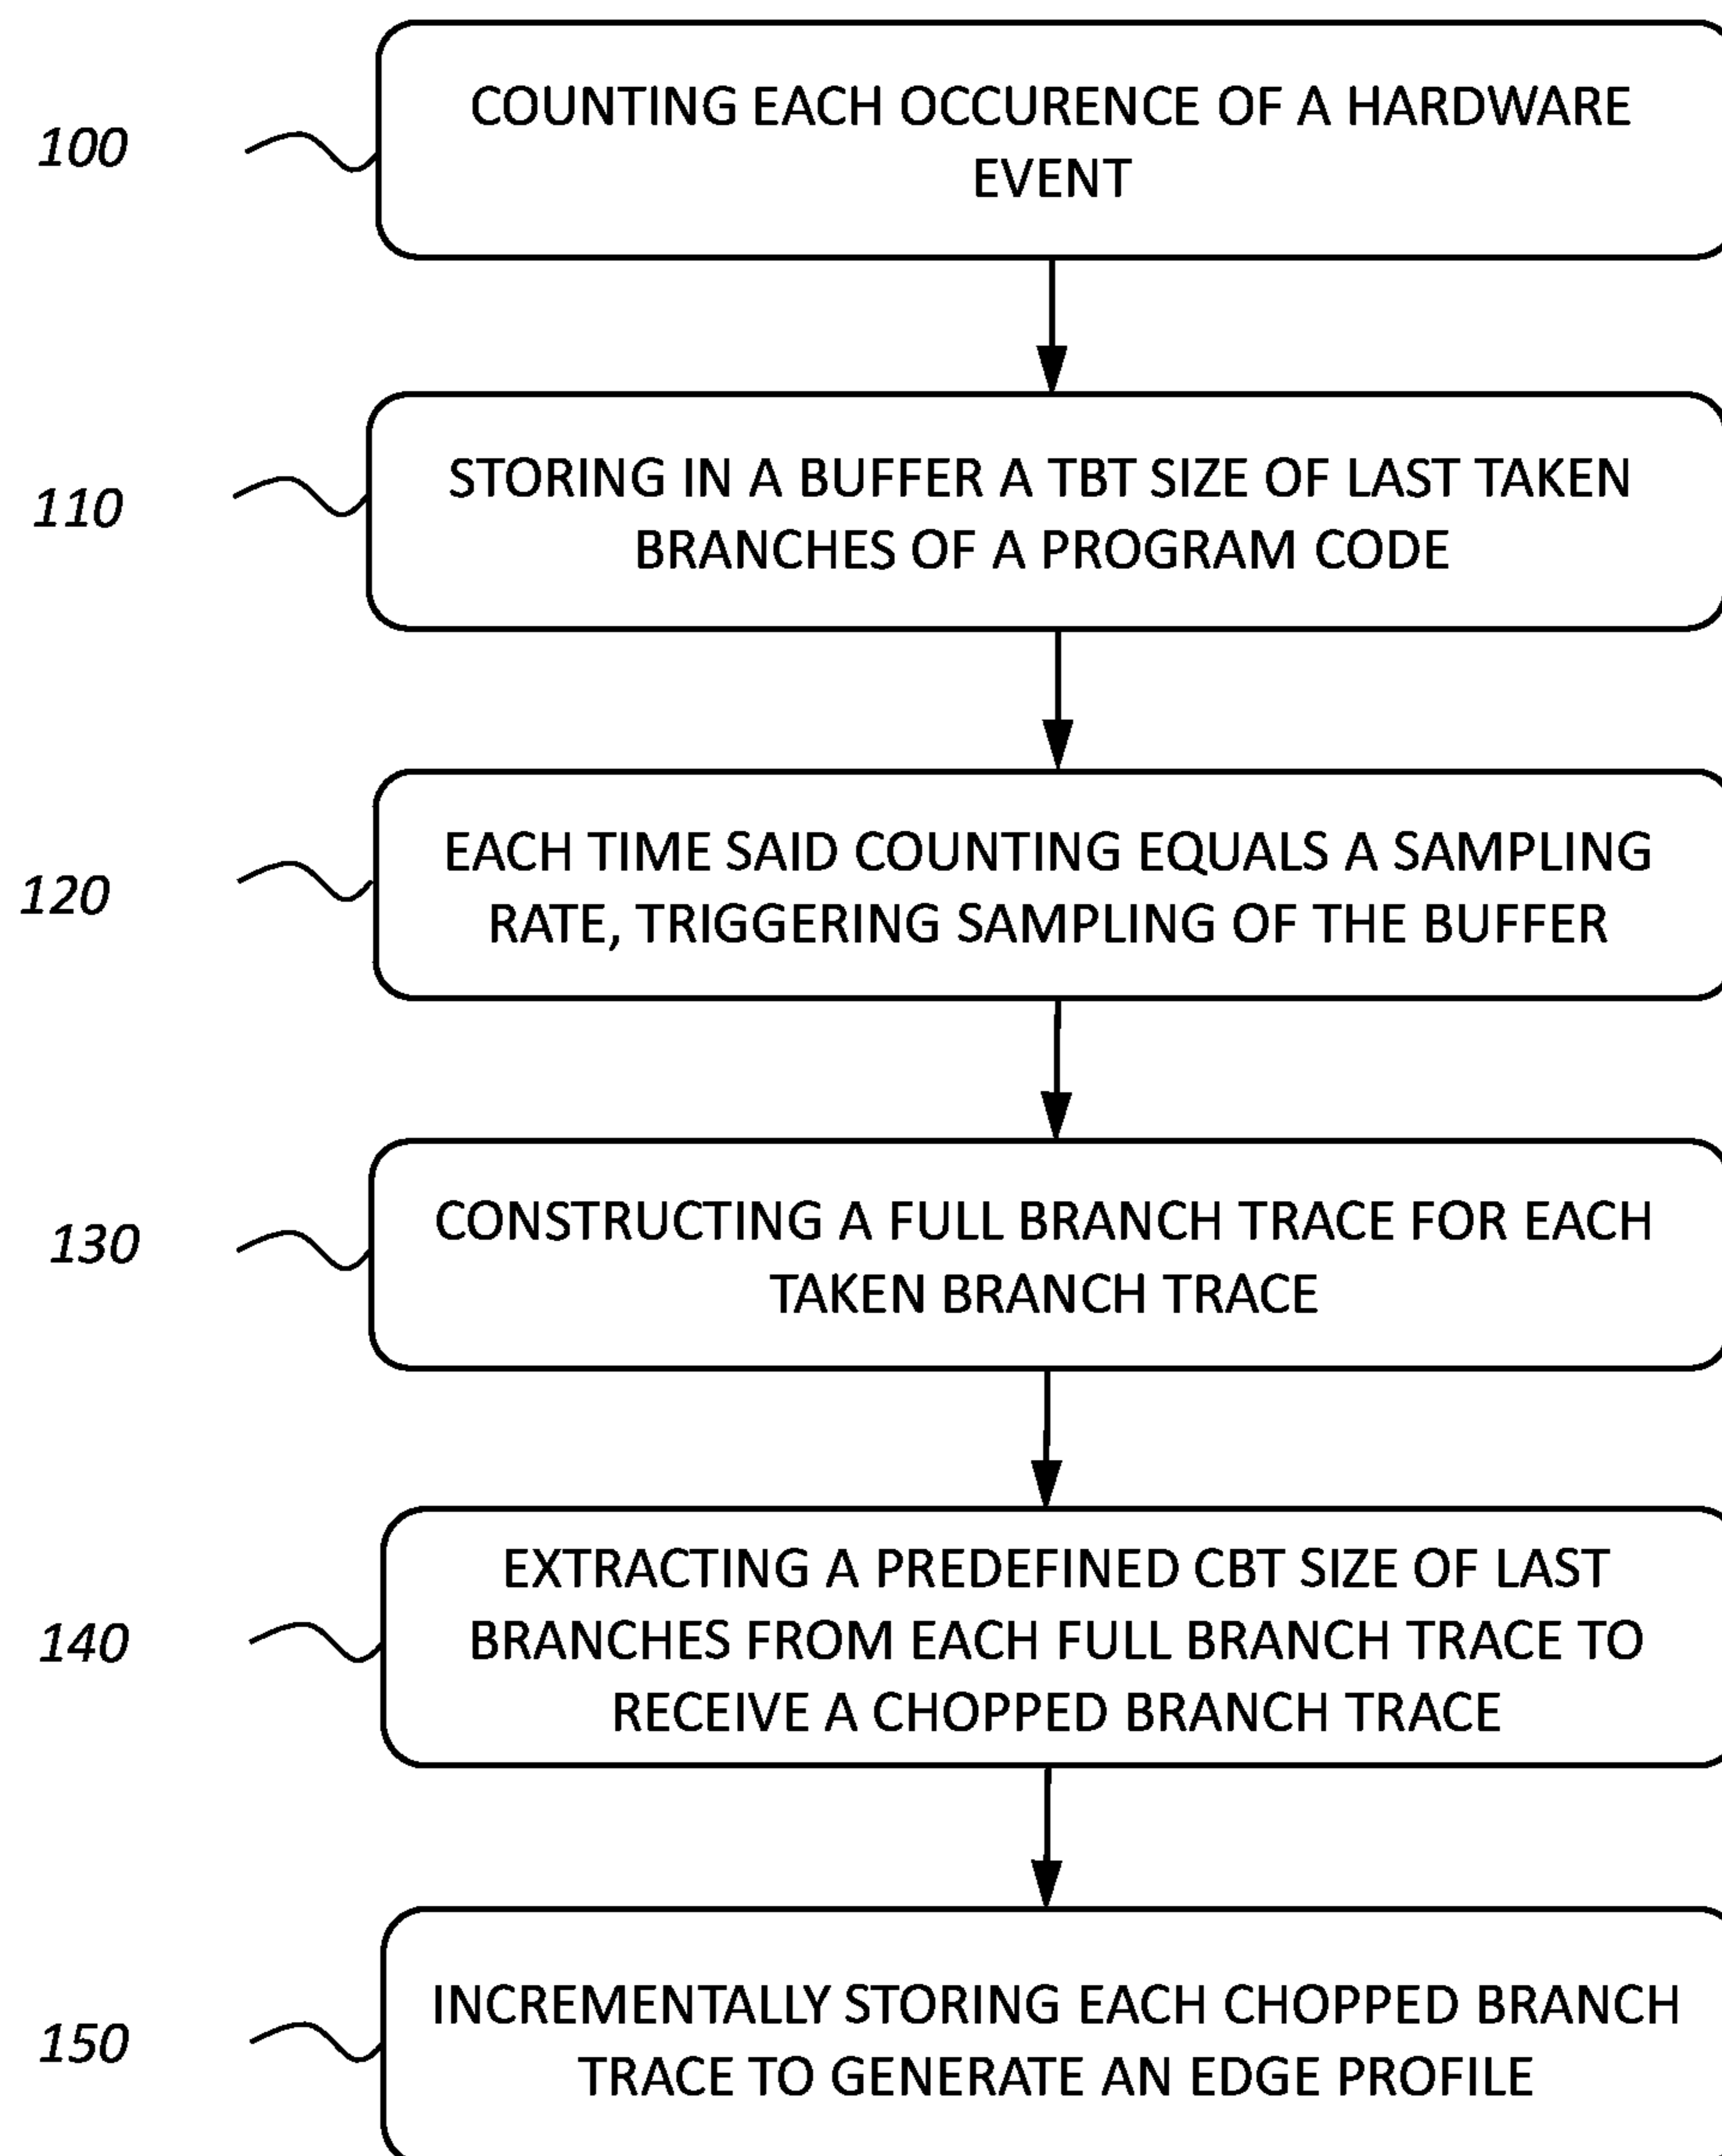 100
COUNTING EACH OCCURENCE OF A HARDWARE
EVENT
110
STORING IN A BUFFER A TBT SIZE OF LAST TAKEN
BRANCHES OF A PROGRAM CODE
120
EACH TIME SAID COUNTING EQUALS A SAMPLING
RATE, TRIGGERING SAMPLING OF THE BUFFER
130
CONSTRUCTING A FULL BRANCH TRACE FOR EACH
TAKEN BRANCH TRACE
140
EXTRACTING A PREDEFINED CBT SIZE OF LAST
BRANCHES FROM EACH FULL BRANCH TRACE TO
RECEIVE A CHOPPED BRANCH TRACE
150
INCREMENTALLY STORING EACH CHOPPED BRANCH
TRACE TO GENERATE AN EDGE PROFILE